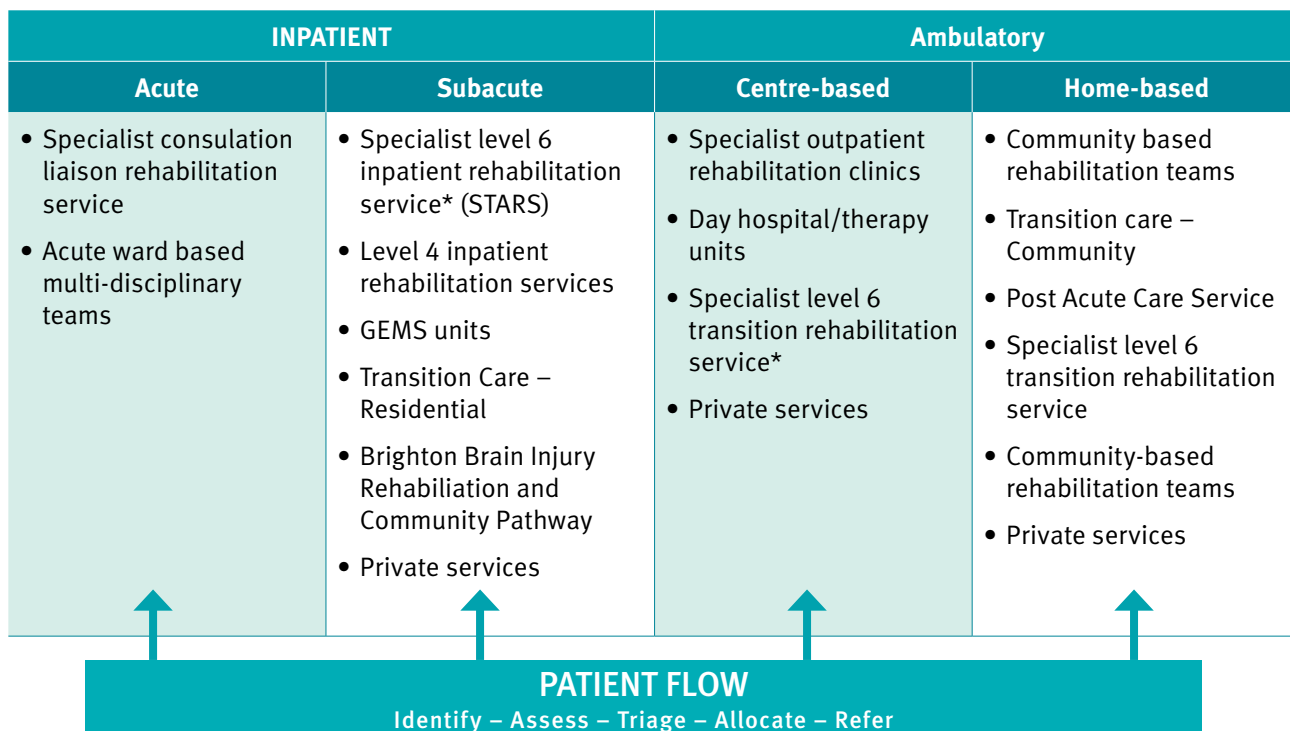 INPATIENT
Ambulatory
Acute
Subacute
Centre-based
Home-based
• Specialist consulation
liaison rehabilitation
service
• Acute ward based
multi-disciplinary
teams
• Specialist level 6
inpatient rehabilitation
service* (STARS)
• Level 4 inpatient
rehabilitation services
• GEMS units
• Transition Care –
Residential
• Brighton Brain Injury
Rehabiliation and
Community Pathway
• Private services
• Specialist outpatient
rehabilitation clinics
• Day hospital/therapy
units
• Specialist level 6
transition rehabilitation
service*
• Private services
• Community based
rehabilitation teams
• Transition care –
Community
• Post Acute Care Service
• Specialist level 6
transition rehabilitation
service
• Community-based
rehabilitation teams
• Private services
PATIENT FLOW
Identify – Assess – Triage – Allocate – Refer